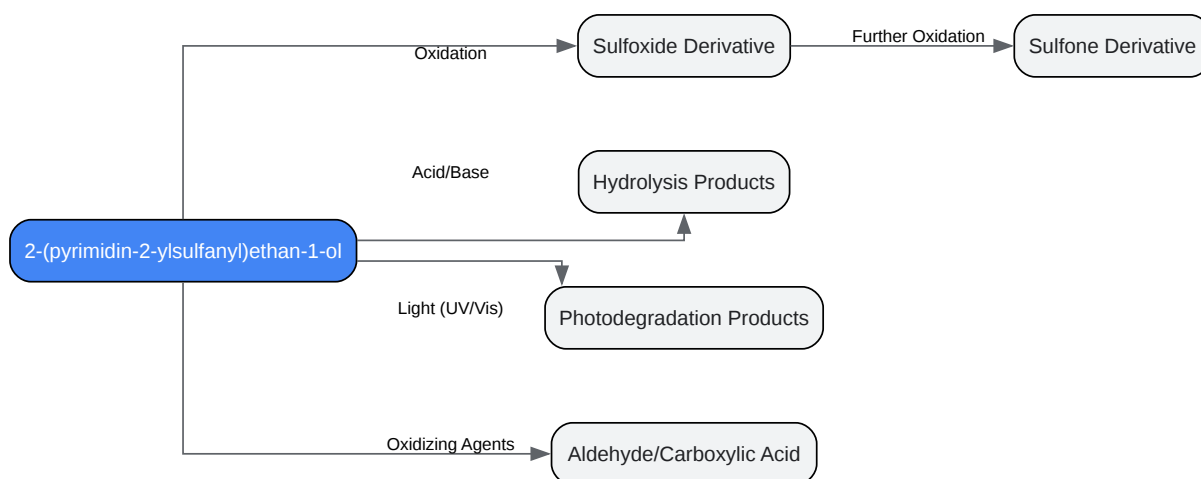 Oxidation
Sulfoxide Derivative
Further Oxidation
Sulfone Derivative
Acid/Base
Hydrolysis Products
2-(pyrimidin-2-ylsulfanyl)ethan-1-ol
Light (UV/Vis)
Photodegradation Products
Oxidizing Agents
Aldehyde/Carboxylic Acid